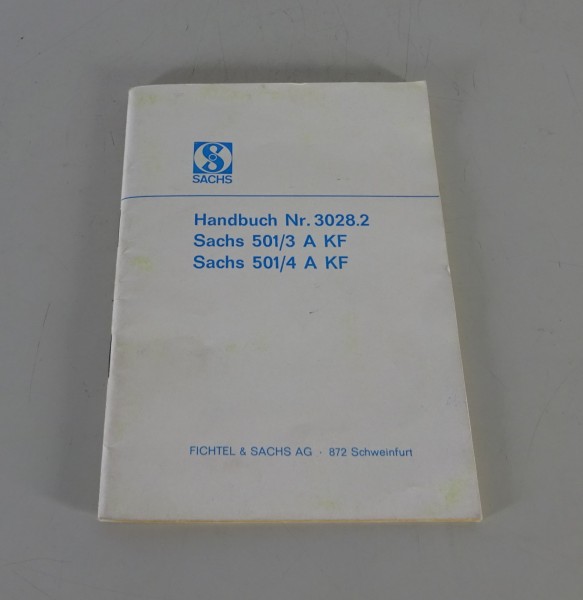 SACHS
Handbuch Nr. 3028.2
Sachs 501/3 A KF
Sachs 501/4 A KF
FICHTEL & SACHS AG · 872 Schweinfurt